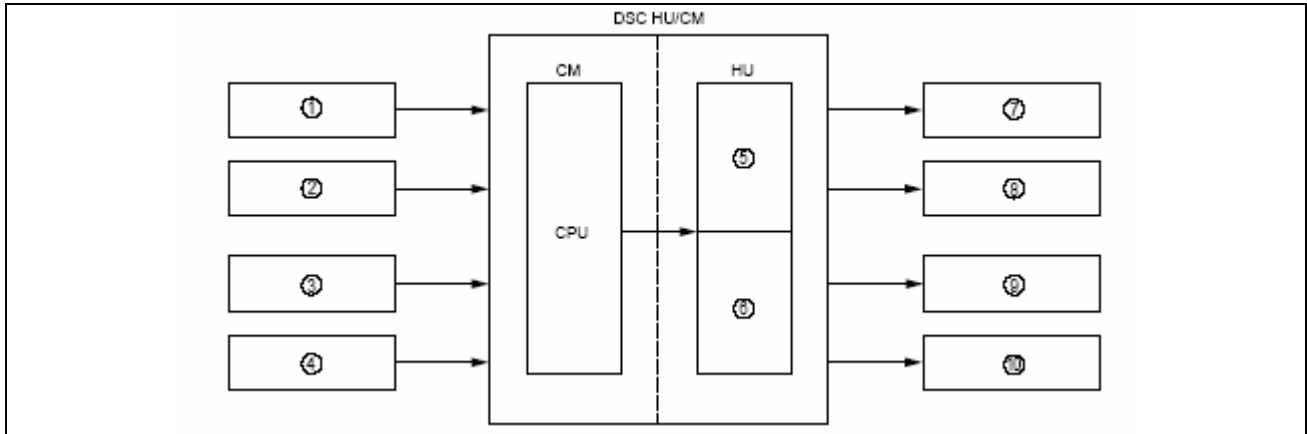 DSC HU/CM
CM
HU
①
⑦
⑤
②
⑧
CPU
③
⑨
⑥
④
⑩